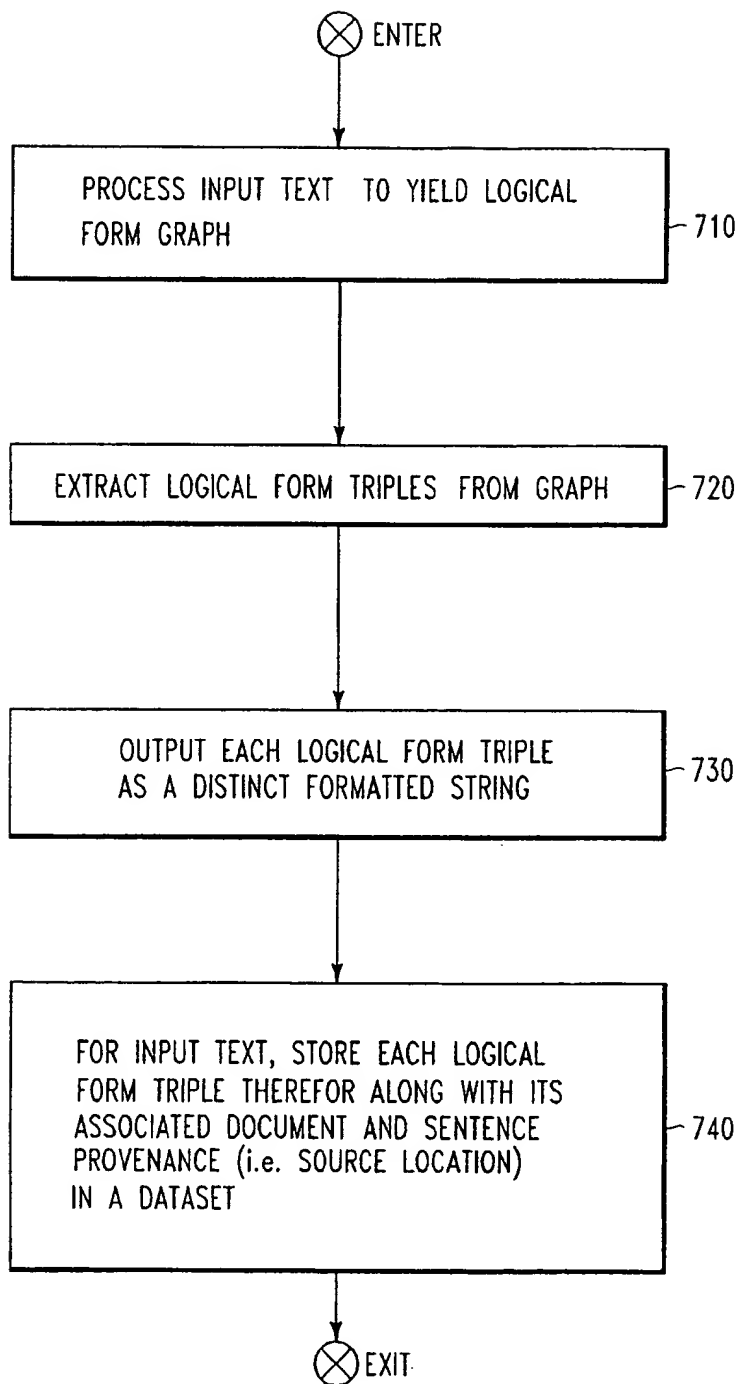 ENTER
PROCESS INPUT TEXT TO YIELD LOGICAL
FORM GRAPH
710
EXTRACT LOGICAL FORM TRIPLES FROM GRAPH
720
OUTPUT EACH LOGICAL FORM TRIPLE
AS A DISTINCT FORMATTED STRING
730
FOR INPUT TEXT, STORE EACH LOGICAL
FORM TRIPLE THEREFOR ALONG WITH ITS
ASSOCIATED DOCUMENT AND SENTENCE
PROVENANCE (i.e. SOURCE LOCATION)
IN A DATASET
740
EXIT